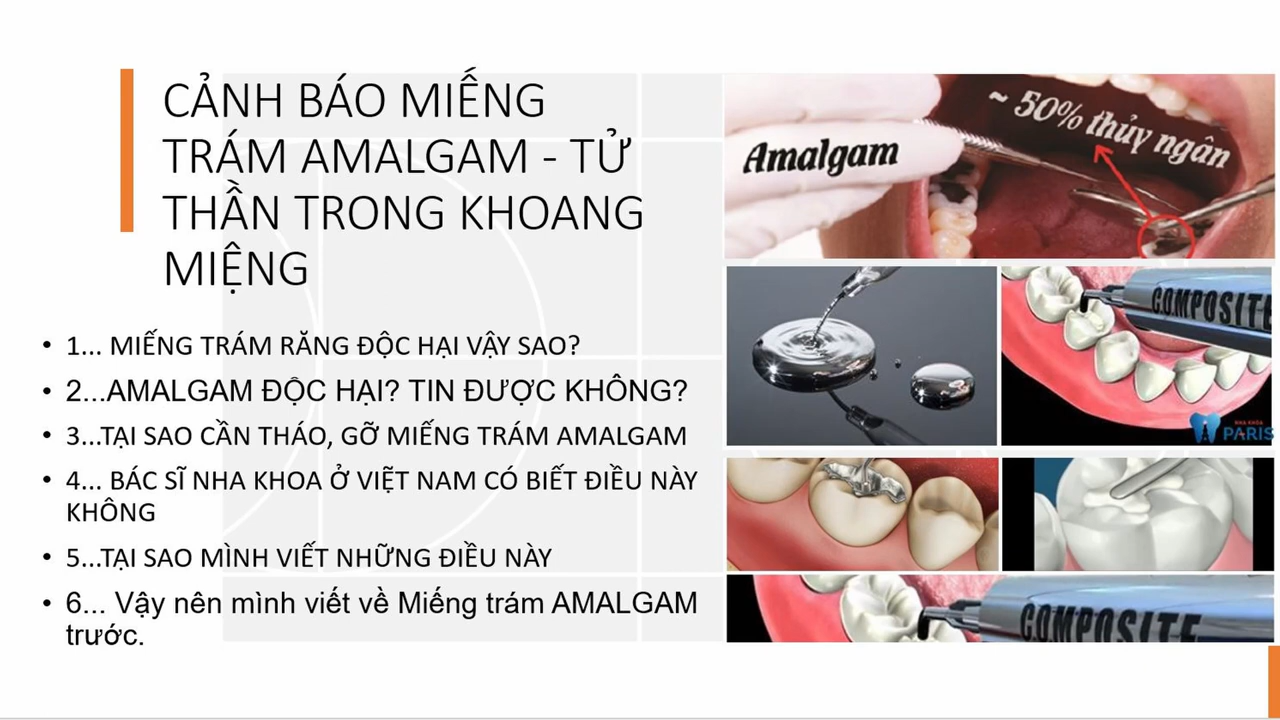 CẢNH BÁO MIẾNG
TRÁM AMALGAM - TỬ
THẦN TRONG KHOANG
MIỆNG
• 1... MIẾNG TRÁM RĂNG ĐỘC HẠI VẬY SAO?
• 2...AMALGAM ĐỘC HẠI? TIN ĐƯỢC KHÔNG?
• 3...TẠI SAO CẦN THÁO, GỠ MIẾNG TRÁM AMALGAM
• 4... BÁC SĨ NHA KHOA Ở VIỆT NAM CÓ BIẾT ĐIỀU NÀY
KHÔNG
• 5...TẠI SAO MÌNH VIẾT NHỮNG ĐIỀU NÀY
• 6... Vậy nên mình viết về Miếng trám AMALGAM
trước.
Amalgam
~ 50% thủy ngân
COMPOSITE
NHA KHOA
PARIS
COMPOSITE